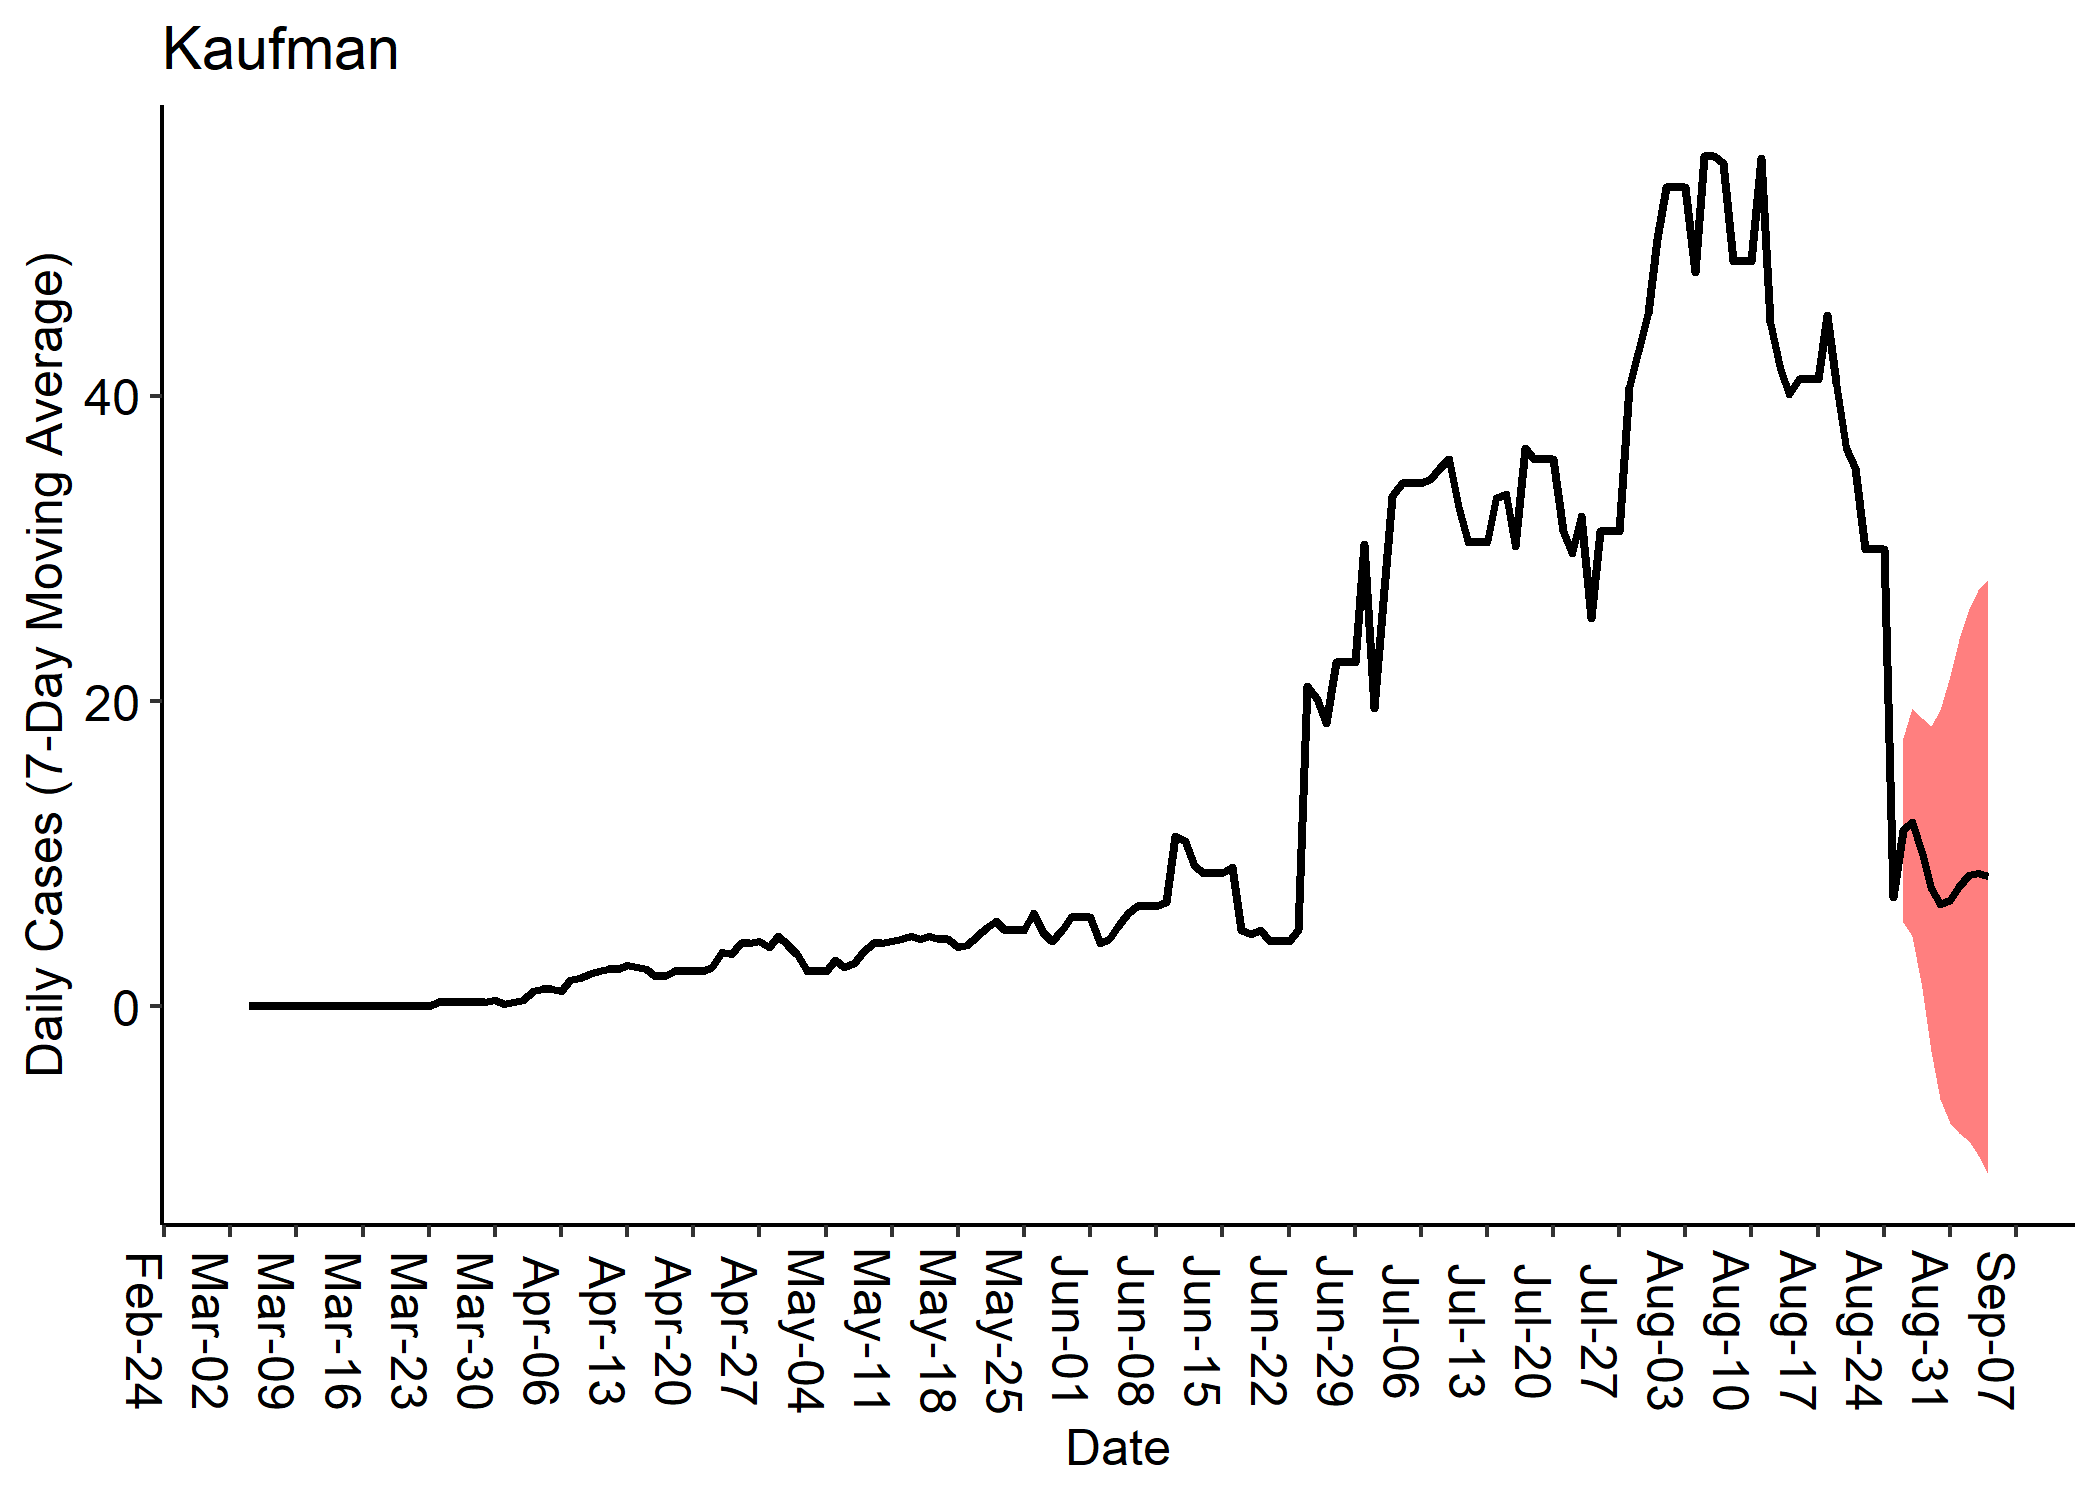 Kaufman
Daily Cases (7-Day Moving Average)
40
20
0
Feb-24
Mar-02
Mar-09
Mar-16
Mar-23
Mar-30
Apr-06
Apr-13
Apr-20
Apr-27
May-04
May-11
May-18
May-25
Jun-01
Jun-08
Jun-15
Jun-22
Jun-29
Jul-06
Jul-13
Jul-20
Jul-27
Aug-03
Aug-10
Aug-17
Aug-24
Aug-31
Sep-07
Date